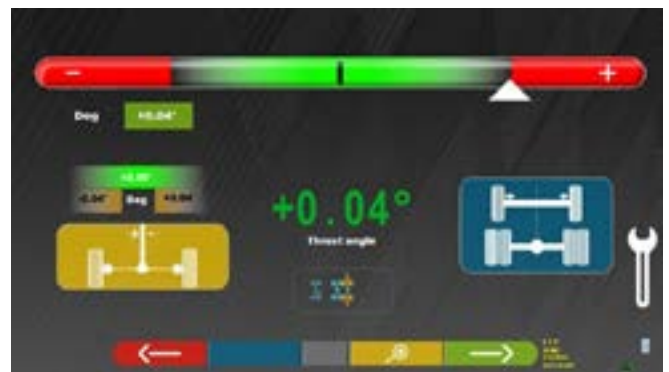 - +
Deg +0.04°
+0.00°
-0.04° Deg +0.04
+0.04°
Thrust angle